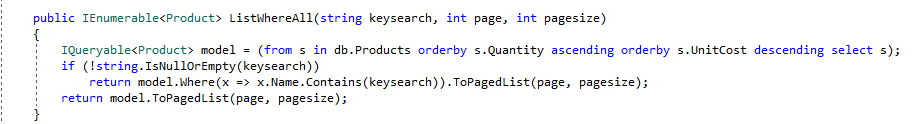 public IEnumerable<Product> ListWhereAll(string keysearch, int page, int pagesize)
{
IQueryable<Product> model = (from s in db.Products orderby s.Quantity ascending orderby s.UnitCost descending select s);
if (!string.IsNullOrEmpty(keysearch))
return model.Where(x => x.Name.Contains(keysearch)).ToPagedList(page, pagesize);
return model.ToPagedList(page, pagesize);
}